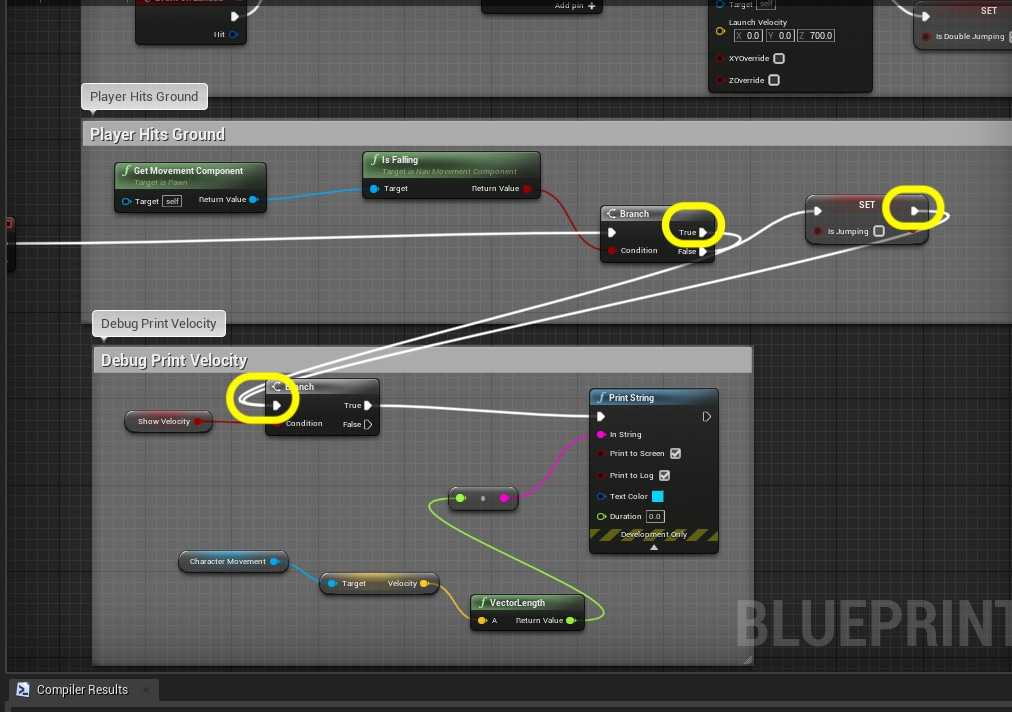 Add pin
Hit
Target self
Launch Velocity
X 0.0 Y 0.0 Z 700.0
XYOverride
ZOverride
SET
Is Double Jumping
Player Hits Ground
Player Hits Ground
Get Movement Component
Target is Pawn
Target self Return Value
Is Falling
Target is Nav Movement Component
Target Return Value
Branch
True
Condition False
SET
Is Jumping
Debug Print Velocity
Debug Print Velocity
Branch
True
Condition False
Show Velocity
Print String
In String
Print to Screen
Print to Log
Text Color
Duration 0.0
Development Only
Character Movement
Target Velocity
VectorLength
A Return Value
BLUEPRINT
Compiler Results